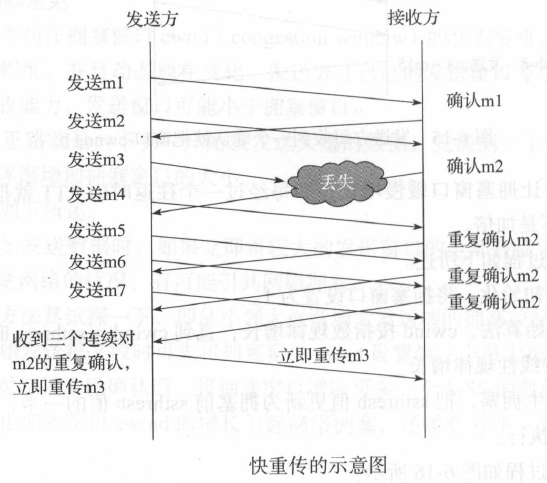 发送方
接收方
发送m1
确认m1
发送m2
发送m3
确认m2
丢失
发送m4
发送m5
重复确认m2
发送m6
重复确认m2
发送m7
重复确认m2
收到三个连续对
m2的重复确认,
立即重传m3
立即重传m3
快重传的示意图